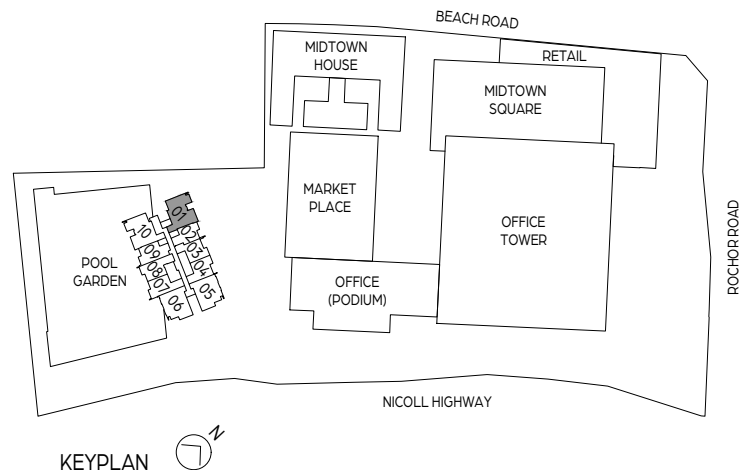 BEACH ROAD
MIDTOWN
HOUSE
RETAIL
MIDTOWN
SQUARE
MARKET
PLACE
OFFICE
TOWER
ROCHOR ROAD
POOL
GARDEN
01
02
03
04
05
10
09
08
07
06
OFFICE
(PODIUM)
NICOLL HIGHWAY
KEYPLAN
N